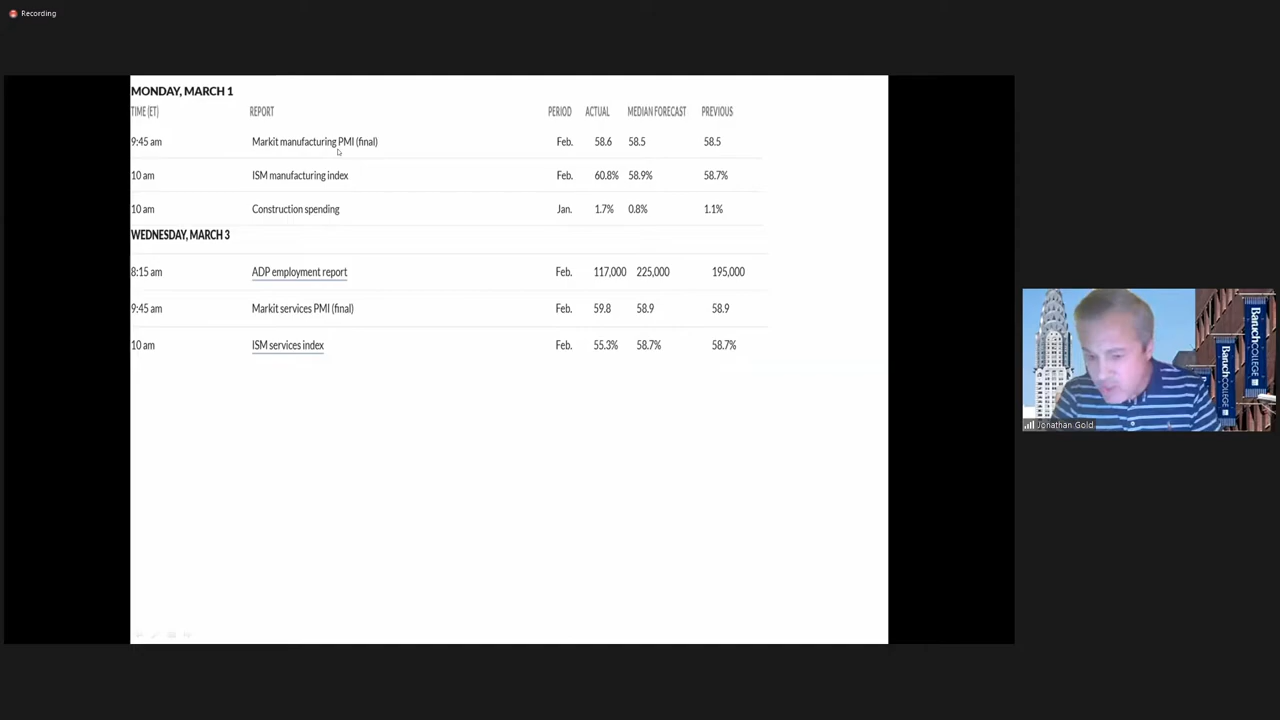 Recording
MONDAY, MARCH 1
TIME (ET) REPORT PERIOD ACTUAL MEDIAN FORECAST PREVIOUS
9:45 am Markit manufacturing PMI (final) Feb. 58.6 58.5 58.5
10 am ISM manufacturing index Feb. 60.8% 58.9% 58.7%
10 am Construction spending Jan. 1.7% 0.8% 1.1%
WEDNESDAY, MARCH 3
8:15 am ADP employment report Feb. 117,000 225,000 195,000
9:45 am Markit services PMI (final) Feb. 59.8 58.9 58.9
10 am ISM services index Feb. 55.3% 58.7% 58.7%
Baruch COLLEGE
Baruch COLLEGE
Jonathan Gold